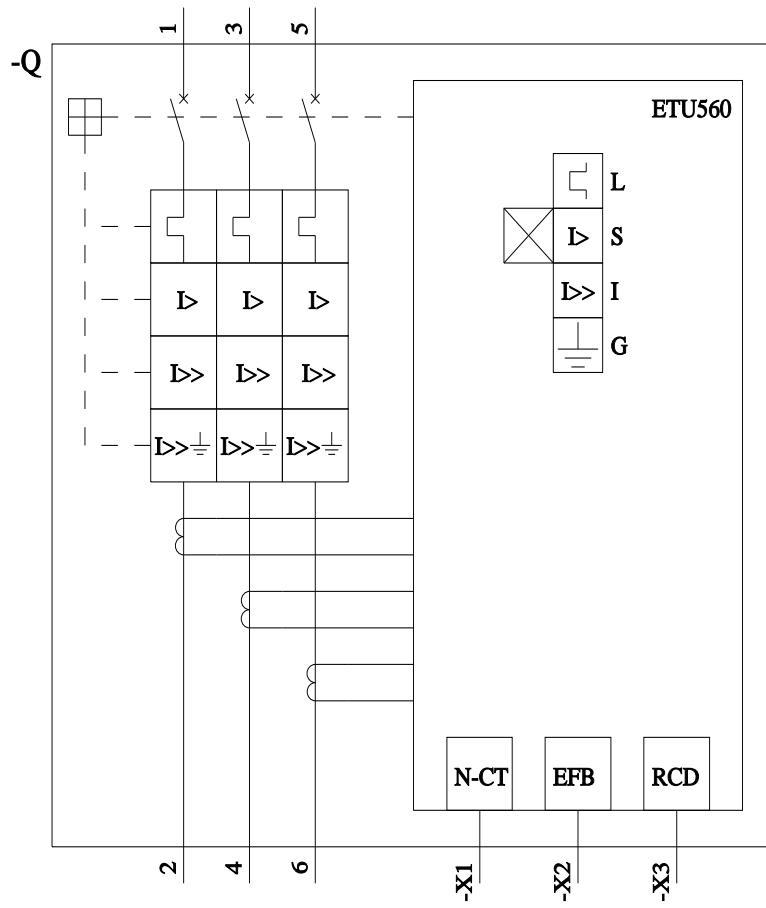 1 3 5
-Q
ETU560
L
I> S
I>> I
G
I> I> I>
I>> I>> I>>
I>> I>> I>>
N-CT EFB RCD
2 4 6 -X1 -X2 -X3